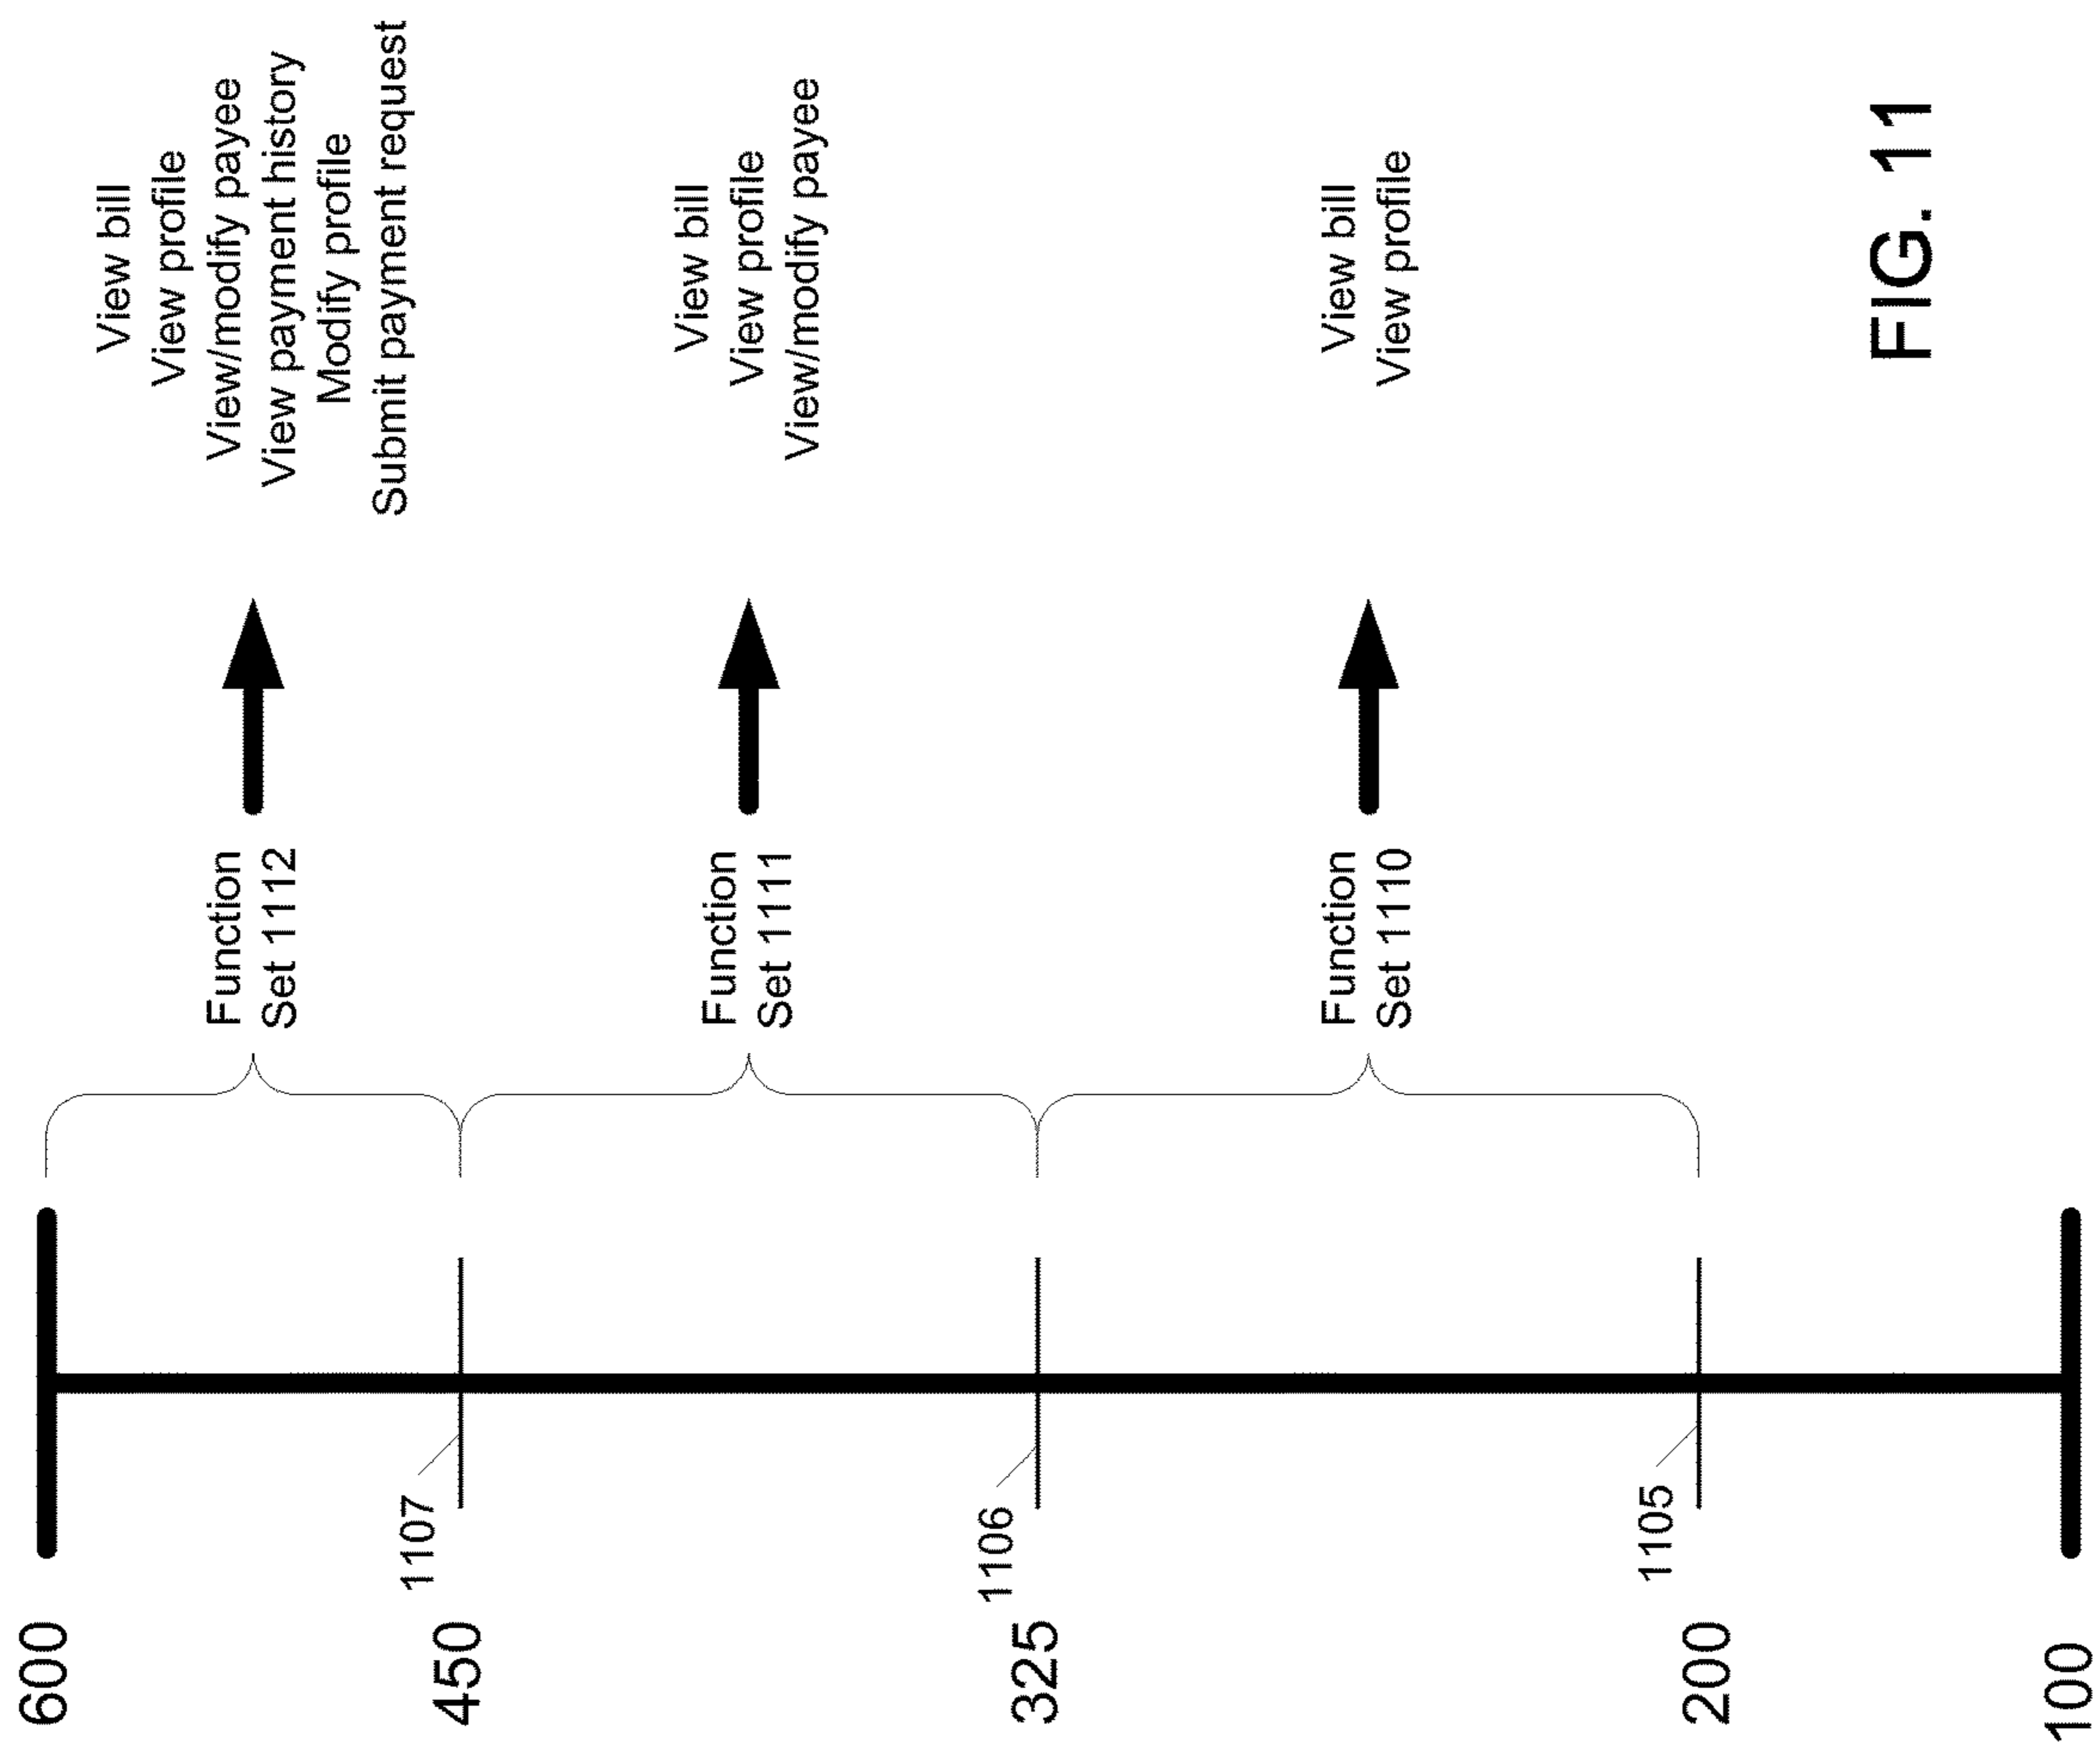 600
1107
450
1106
325
1105
200
100
Function
Set 1112
View bill
View profile
View/modify payee
View payment history
Modify profile
Submit payment request
Function
Set 1111
View bill
View profile
View/modify payee
Function
Set 1110
View bill
View profile
FIG. 11